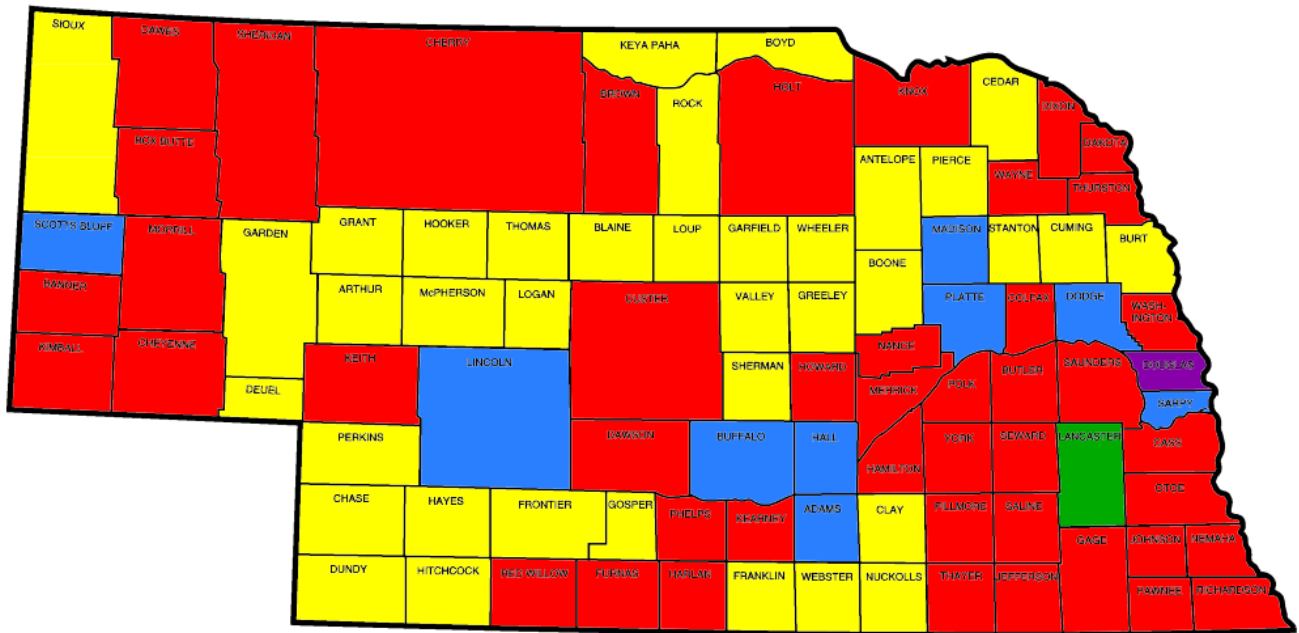 SIOUX
DAWES
SHERIDAN
CHERRY
KEYA PAHA
BOYD
BROWN
ROCK
HOLT
KNOX
CEDAR
DIXON
DAKOTA
BOX BUTTE
ANTELOPE
PIERCE
WAYNE
THURSTON
SCOTTS BLUFF
MORRILL
GARDEN
GRANT
HOOKER
THOMAS
BLAINE
LOUP
GARFIELD
WHEELER
BOONE
MADISON
STANTON
CUMING
BURT
BANNER
ARTHUR
McPHERSON
LOGAN
CUSTER
VALLEY
GREELEY
PLATTE
COLFAX
DODGE
WASH-
INGTON
KIMBALL
CHEYENNE
DEUEL
KEITH
LINCOLN
SHERMAN
HOWARD
NANCE
MERRICK
POLK
BUTLER
SAUNDERS
DOUGLAS
SARPY
PERKINS
DAWSON
BUFFALO
HALL
HAMILTON
YORK
SEWARD
LANCASTER
CASS
OTOE
CHASE
HAYES
FRONTIER
GOSPER
PHELPS
KEARNEY
ADAMS
CLAY
FILLMORE
SALINE
GAGE
JOHNSON
NEMAHA
DUNDY
HITCHCOCK
RED WILLOW
FURNAS
HARLAN
FRANKLIN
WEBSTER
NUCKOLLS
THAYER
JEFFERSON
PAWNEE
RICHARDSON